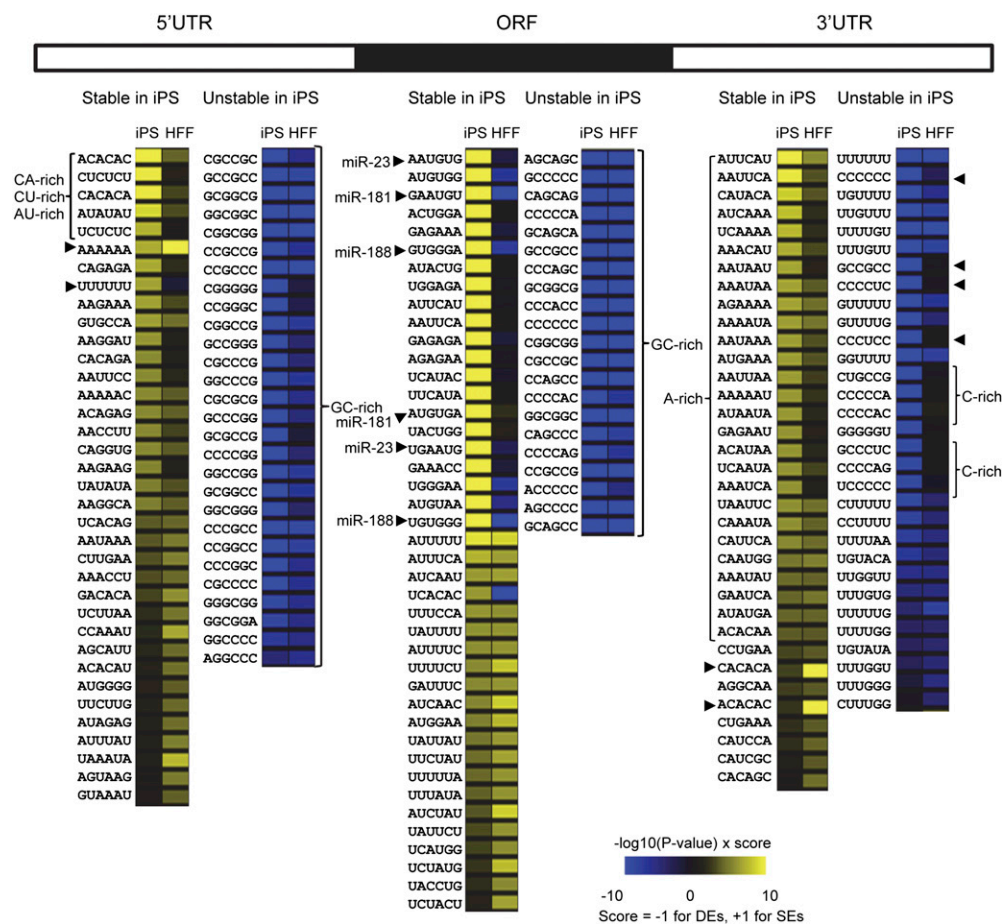 5'UTR
ORF
3'UTR
Stable in iPS
Unstable in iPS
Stable in iPS
Unstable in iPS
Stable in iPS
Unstable in iPS
iPS HFF
iPS HFF
iPS HFF
iPS HFF
iPS HFF
iPS HFF
CA-rich
CU-rich
AU-rich
ACACAC
CUCUCU
CACACA
AUAUAU
UCUCUC
AAAAAA
CAGAGA
UUUUUU
AAGAAA
GUGCCA
AAGGAU
CACAGA
AAUUCC
AAAAAC
ACAGAG
AACCUU
CAGGUG
AAGAAG
UAUAUA
AAGGCA
UCACAG
AAUAAA
CUUGAA
AAACCU
GACACA
UCUUAA
CCAAAU
AGCAUU
ACACAU
AUGGGG
UUCUUG
AUAGAG
AUUUAU
UAAAUA
AGUAAG
GUAAAU
CGCCGC
GCCGCC
GCGGCG
GGCGGC
CGGCGG
CCGCCG
CCGCCC
CGGGGG
CCGGGC
CGGCCG
GCCGGG
CGCCCG
GGCCCG
CGCGCG
GCCCGG
GCGCCG
CCCCGG
GGCCGG
GCGGCC
GGCGGG
CCCGCC
CCGGCC
CCCGGC
CGCCCC
GGGCGG
GGCGGA
GGCCCC
AGGCCC
GC-rich
miR-23
miR-181
miR-188
miR-181
miR-23
miR-188
AAUGUG
AUGUGG
GAAUGU
ACUGGA
GAGAAA
GUGGGA
AUACUG
UGGAGA
AUUCAU
AAUUCA
GAGAGA
AGAGAA
UCAUAC
UUCAUA
AUGUGA
UACUGG
UGAAUG
GAAACC
UGGGAA
AUGUAA
UGUGGG
AUUUUU
AUUUCA
AUCAAU
UCACAC
UUUCCA
UAUUUU
AUUUUC
UUUUCU
GAUUUC
AUCAAC
AUGGAA
UAUUAU
UUCUAU
UUUUUA
UUUAUA
AUCUAU
UAUUCU
UCAUGG
UCUAUG
UACCUG
UCUACU
AGCAGC
GCCCCC
CAGCAG
CCCCCA
GCAGCA
GCCGCC
CCCAGC
GCGGCG
CCCACC
CCCCCC
CGGCGG
CGCCGC
CCAGCC
CCCCAC
GGCGGC
CAGCCC
CCCCAG
CCGCCG
ACCCCC
AGCCCC
GCAGCC
GC-rich
A-rich
AUUCAU
AAUUCA
CAUACA
AUCAAA
UCAAAA
AAACAU
AAUAAU
AAAUAA
AGAAAA
AAAAUA
AAUAAA
AUGAAA
AAUUAA
AAAAAU
AUAAUA
GAGAAU
ACAUAA
UCAAUA
AAAUCA
UAAUUC
CAAAUA
CAUUCA
CAAUGG
AAAUAU
GAAUCA
AUAUGA
ACACAA
CCUGAA
CACACA
AGGCAA
ACACAC
CUGAAA
CAUCCA
CAUCGC
CACAGC
UUUUUU
CCCCCC
UGUUUU
UUGUUU
UUUUGU
UUUGUU
GCCGCC
CCCCUC
GUUUUU
GUUUUG
CCCUCC
GGUUUU
CUGCCG
CCCCCA
CCCCAC
GGGGGU
GCCCUC
CCCCAG
UCCCCC
CUUUUU
CCUUUU
UUUUAA
UGUACA
UUGGUU
UUUGUG
UUUUUG
UUUUGG
UGUAUA
UUUGGU
UUUGGG
CUUUGG
C-rich
C-rich
-log10(P-value) x score
-10 0 10
Score = -1 for DEs, +1 for SEs